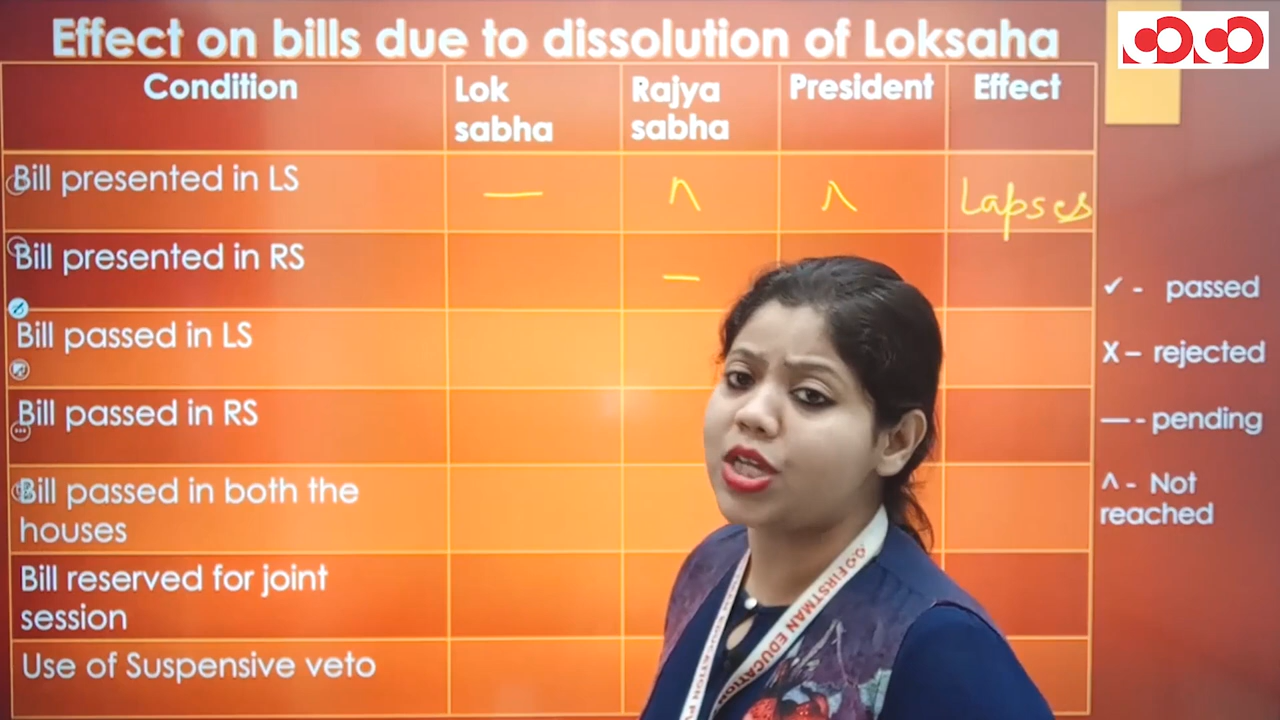 Effect on bills due to dissolution of Loksaha
Condition
Lok
sabha
Rajya
sabha
President
Effect
Bill presented in LS
—
^
^
Lapses
Bill presented in RS
—
Bill passed in LS
Bill passed in RS
Bill passed in both the
houses
Bill reserved for joint
session
Use of Suspensive veto
✓ - passed
X – rejected
— - pending
^ - Not
reached
FIRSTMAN EDUCATION